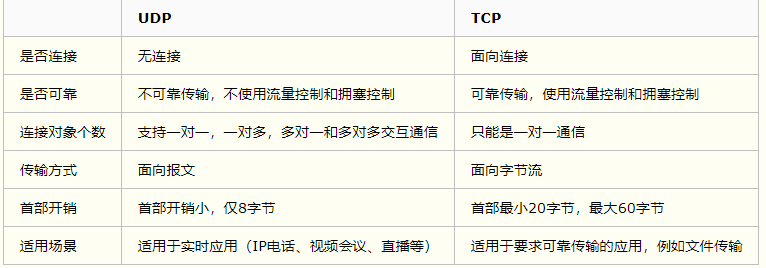 UDP TCP
是否连接 无连接 面向连接
是否可靠 不可靠传输，不使用流量控制和拥塞控制 可靠传输，使用流量控制和拥塞控制
连接对象个数 支持一对一，一对多，多对一和多对多交互通信 只能是一对一通信
传输方式 面向报文 面向字节流
首部开销 首部开销小，仅8字节 首部最小20字节，最大60字节
适用场景 适用于实时应用（IP电话、视频会议、直播等） 适用于要求可靠传输的应用，例如文件传输